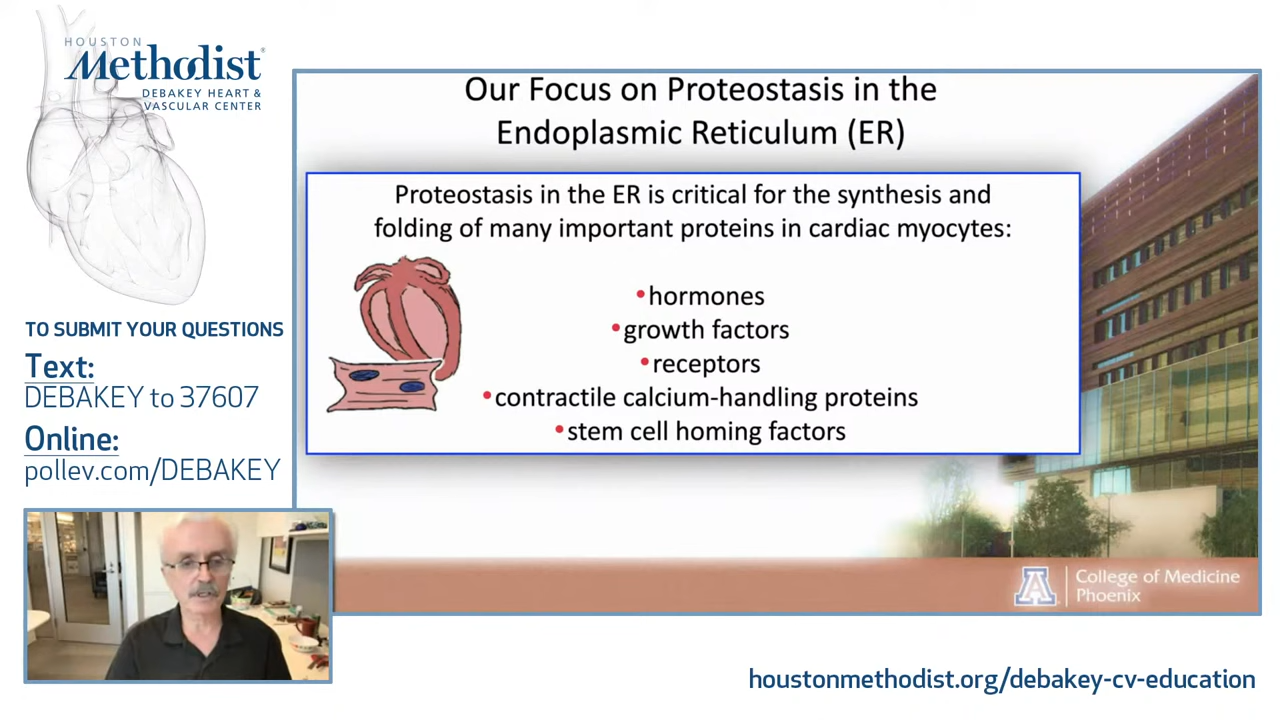 HOUSTON
Methodist®
DEBAKEY HEART &
VASCULAR CENTER
TO SUBMIT YOUR QUESTIONS
Text:
DEBAKEY to 37607
Online:
pollev.com/DEBAKEY
Our Focus on Proteostasis in the
Endoplasmic Reticulum (ER)
Proteostasis in the ER is critical for the synthesis and
folding of many important proteins in cardiac myocytes:
•hormones
•growth factors
•receptors
•contractile calcium-handling proteins
•stem cell homing factors
A
College of Medicine
Phoenix
houstonmethodist.org/debakey-cv-education